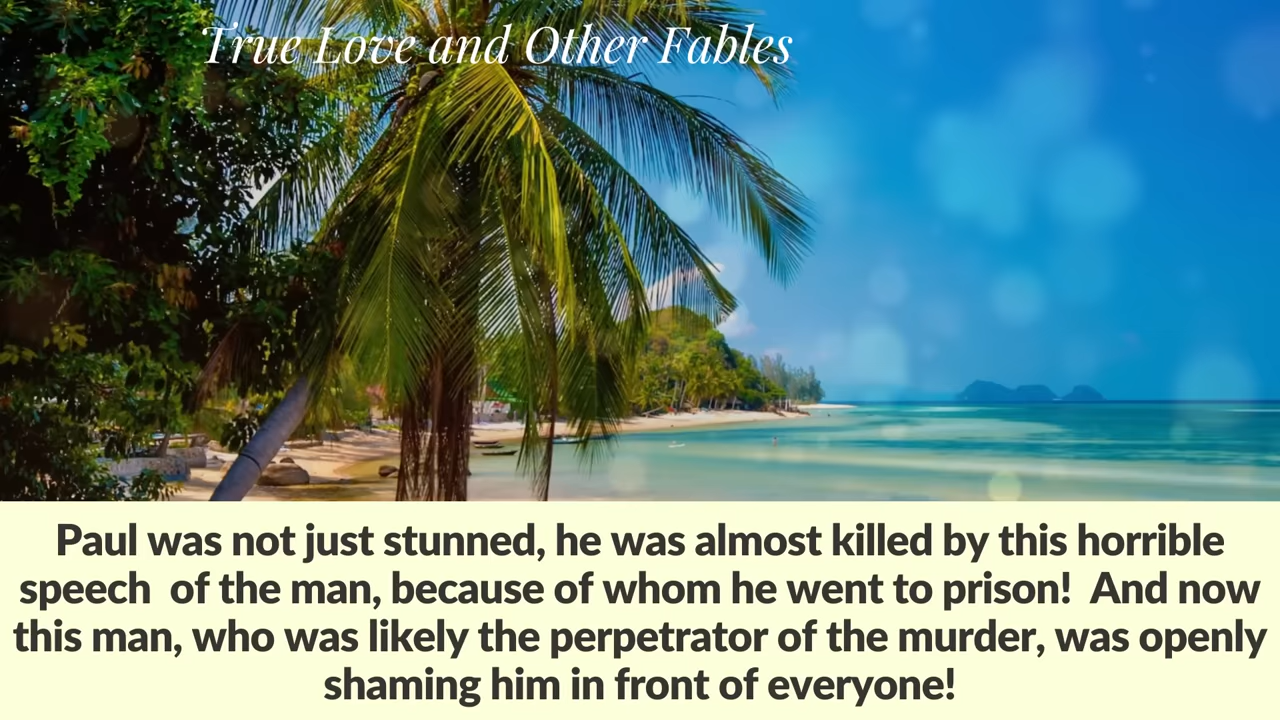 True Love and Other Fables
Paul was not just stunned, he was almost killed by this horrible
speech  of the man, because of whom he went to prison!  And now
this man, who was likely the perpetrator of the murder, was openly
shaming him in front of everyone!